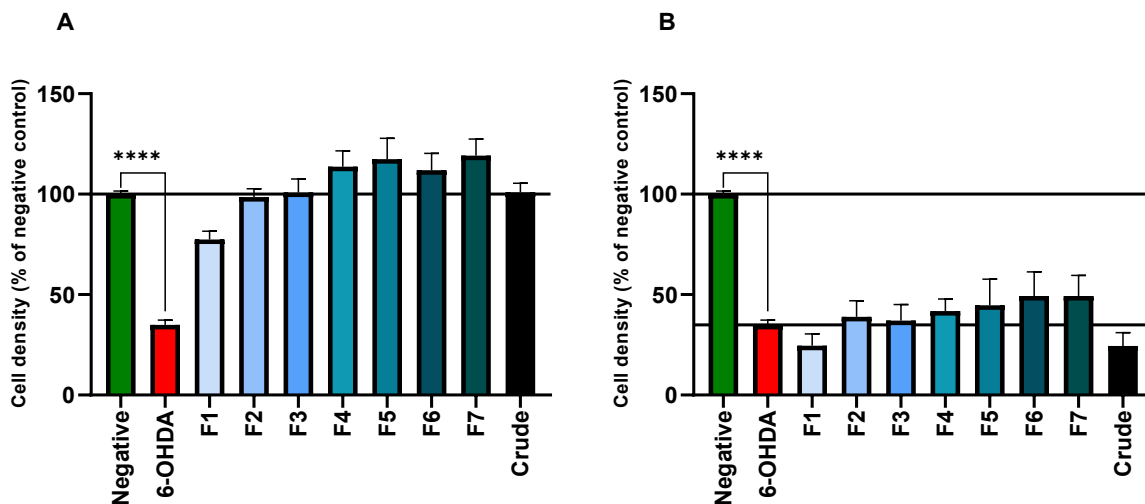 A
Cell density (% of negative control)
150
100
50
0
****
Negative
6-OHDA
F1
F2
F3
F4
F5
F6
F7
Crude
B
Cell density (% of negative control)
150
100
50
0
****
Negative
6-OHDA
F1
F2
F3
F4
F5
F6
F7
Crude